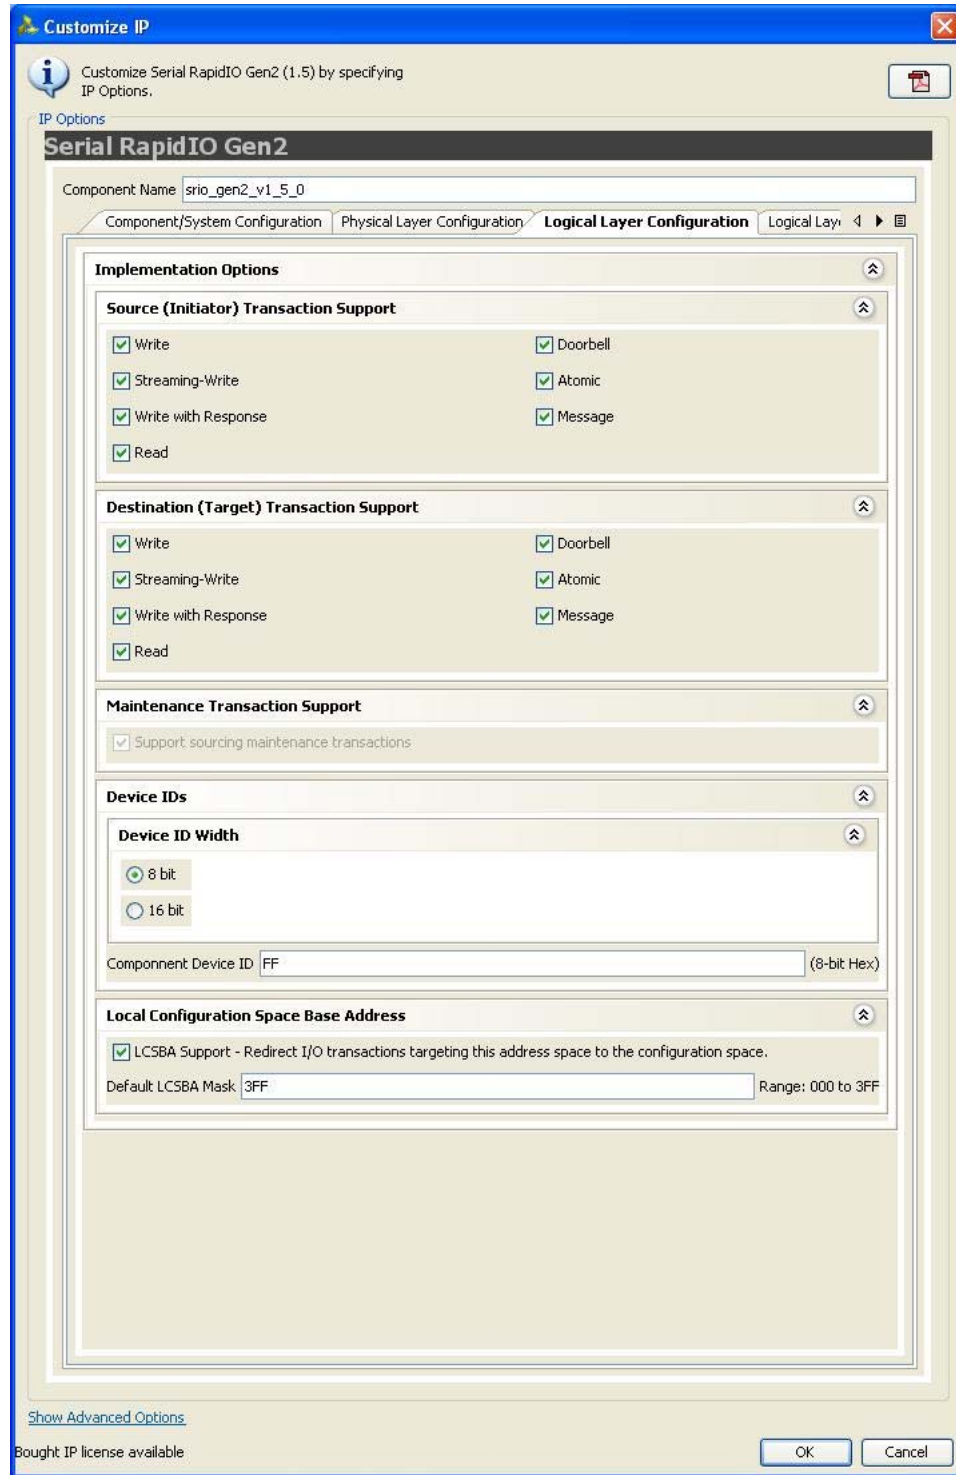 Customize IP
Customize Serial RapidIO Gen2 (1.5) by specifying
IP Options.
IP Options
Serial RapidIO Gen2
Component Name srio_gen2_v1_5_0
Component/System Configuration Physical Layer Configuration Logical Layer Configuration Logical Lay
Implementation Options
Source (Initiator) Transaction Support
Write Doorbell
Streaming-Write Atomic
Write with Response Message
Read
Destination (Target) Transaction Support
Write Doorbell
Streaming-Write Atomic
Write with Response Message
Read
Maintenance Transaction Support
Support sourcing maintenance transactions
Device IDs
Device ID Width
8 bit
16 bit
Componnent Device ID FF (8-bit Hex)
Local Configuration Space Base Address
LCSBA Support - Redirect I/O transactions targeting this address space to the configuration space.
Default LCSBA Mask 3FF Range: 000 to 3FF
Show Advanced Options
Bought IP license available OK Cancel